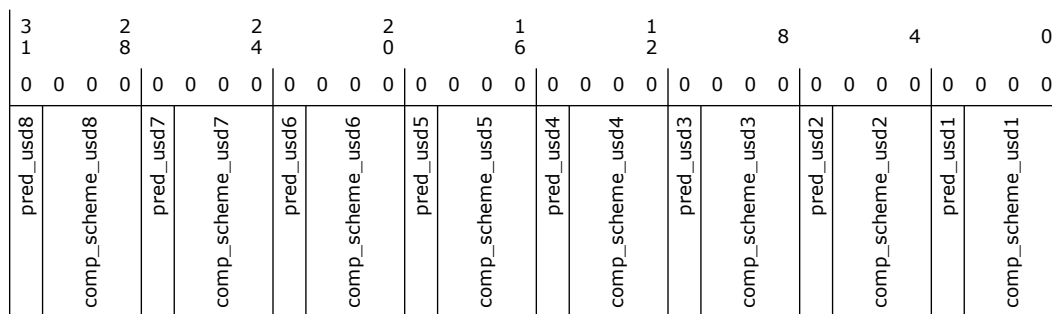 31 28 24 20 16 12 8 4 0
0 0 0 0 0 0 0 0 0 0 0 0 0 0 0 0 0 0 0 0 0 0 0 0 0 0 0 0 0 0 0 0
pred_usd8
comp_scheme_usd8
pred_usd7
comp_scheme_usd7
pred_usd6
comp_scheme_usd6
pred_usd5
comp_scheme_usd5
pred_usd4
comp_scheme_usd4
pred_usd3
comp_scheme_usd3
pred_usd2
comp_scheme_usd2
pred_usd1
comp_scheme_usd1